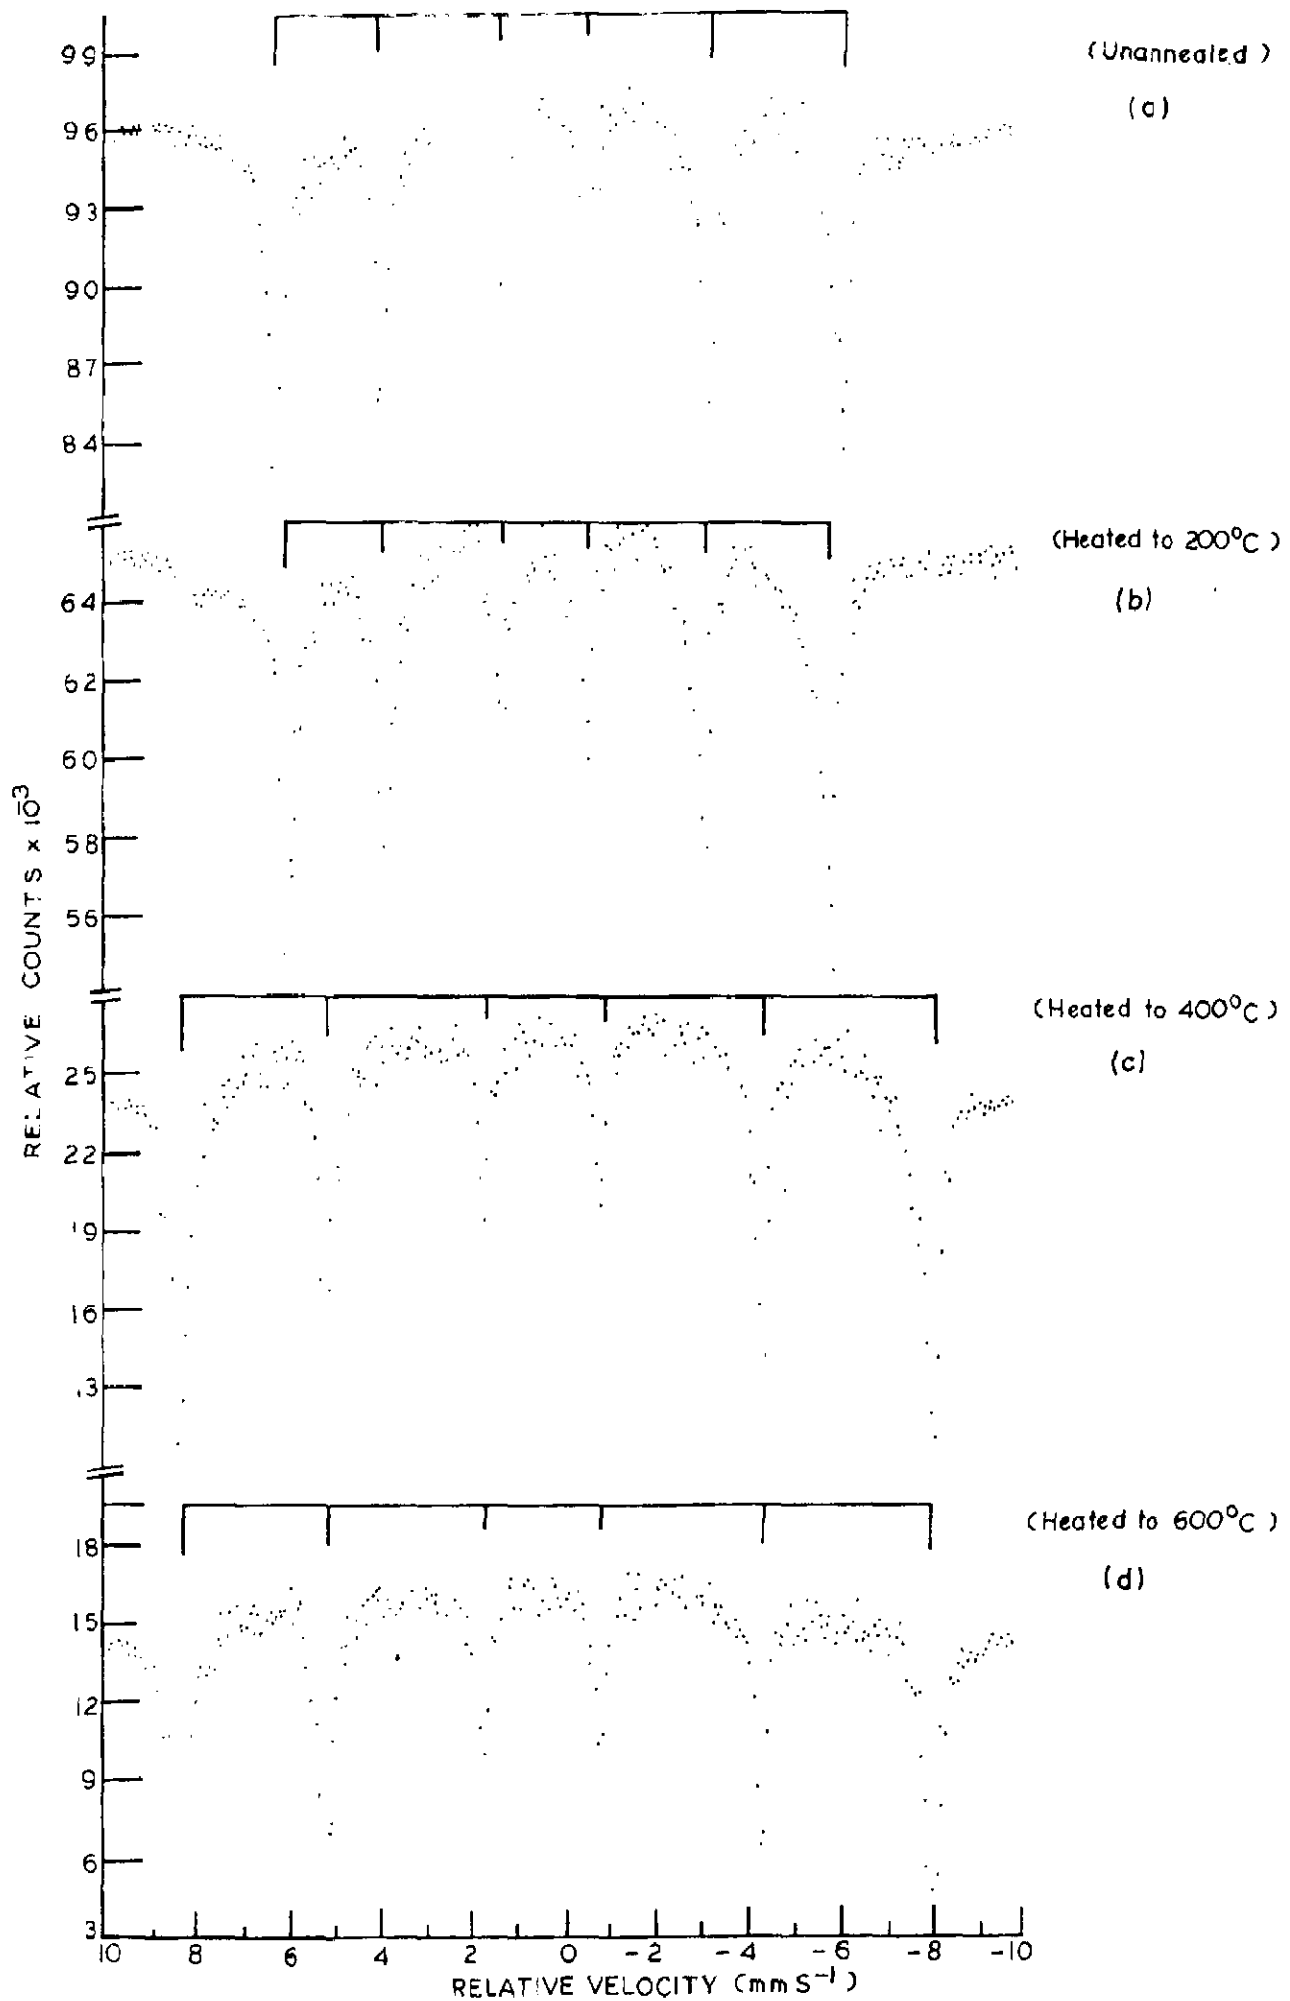 (Unannealed)
(a)
99
96
93
90
87
84
(Heated to 200°C)
(b)
64
62
60
58
56
(Heated to 400°C)
(c)
25
22
19
16
13
(Heated to 600°C)
(d)
18
15
12
9
6
3
RELATIVE COUNTS x 10̅³
10 8 6 4 2 0 -2 -4 -6 -8 -10
RELATIVE VELOCITY (mm S⁻¹)